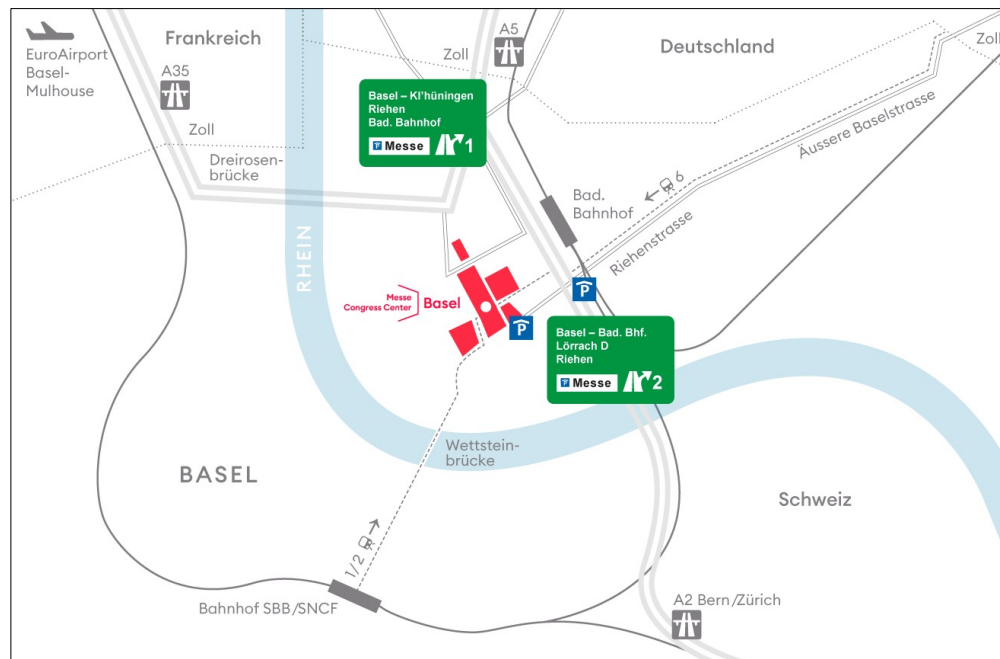 Frankreich
A5
Deutschland
Zoll
EuroAirport
Basel-
Mulhouse
A35
Zoll
Basel – Kl'hüningen
Riehen
Bad. Bahnhof
P Messe 1
Zoll
Äussere Baselstrasse
Dreirosen-
brücke
6
Bad.
Bahnhof
Riehenstrasse
RHEIN
Messe
Congress Center
Basel
P
P
Basel – Bad. Bhf.
Lörrach D
Riehen
P Messe 2
Wettstein-
brücke
BASEL
Schweiz
1/2
Bahnhof SBB/SNCF
A2 Bern/Zürich